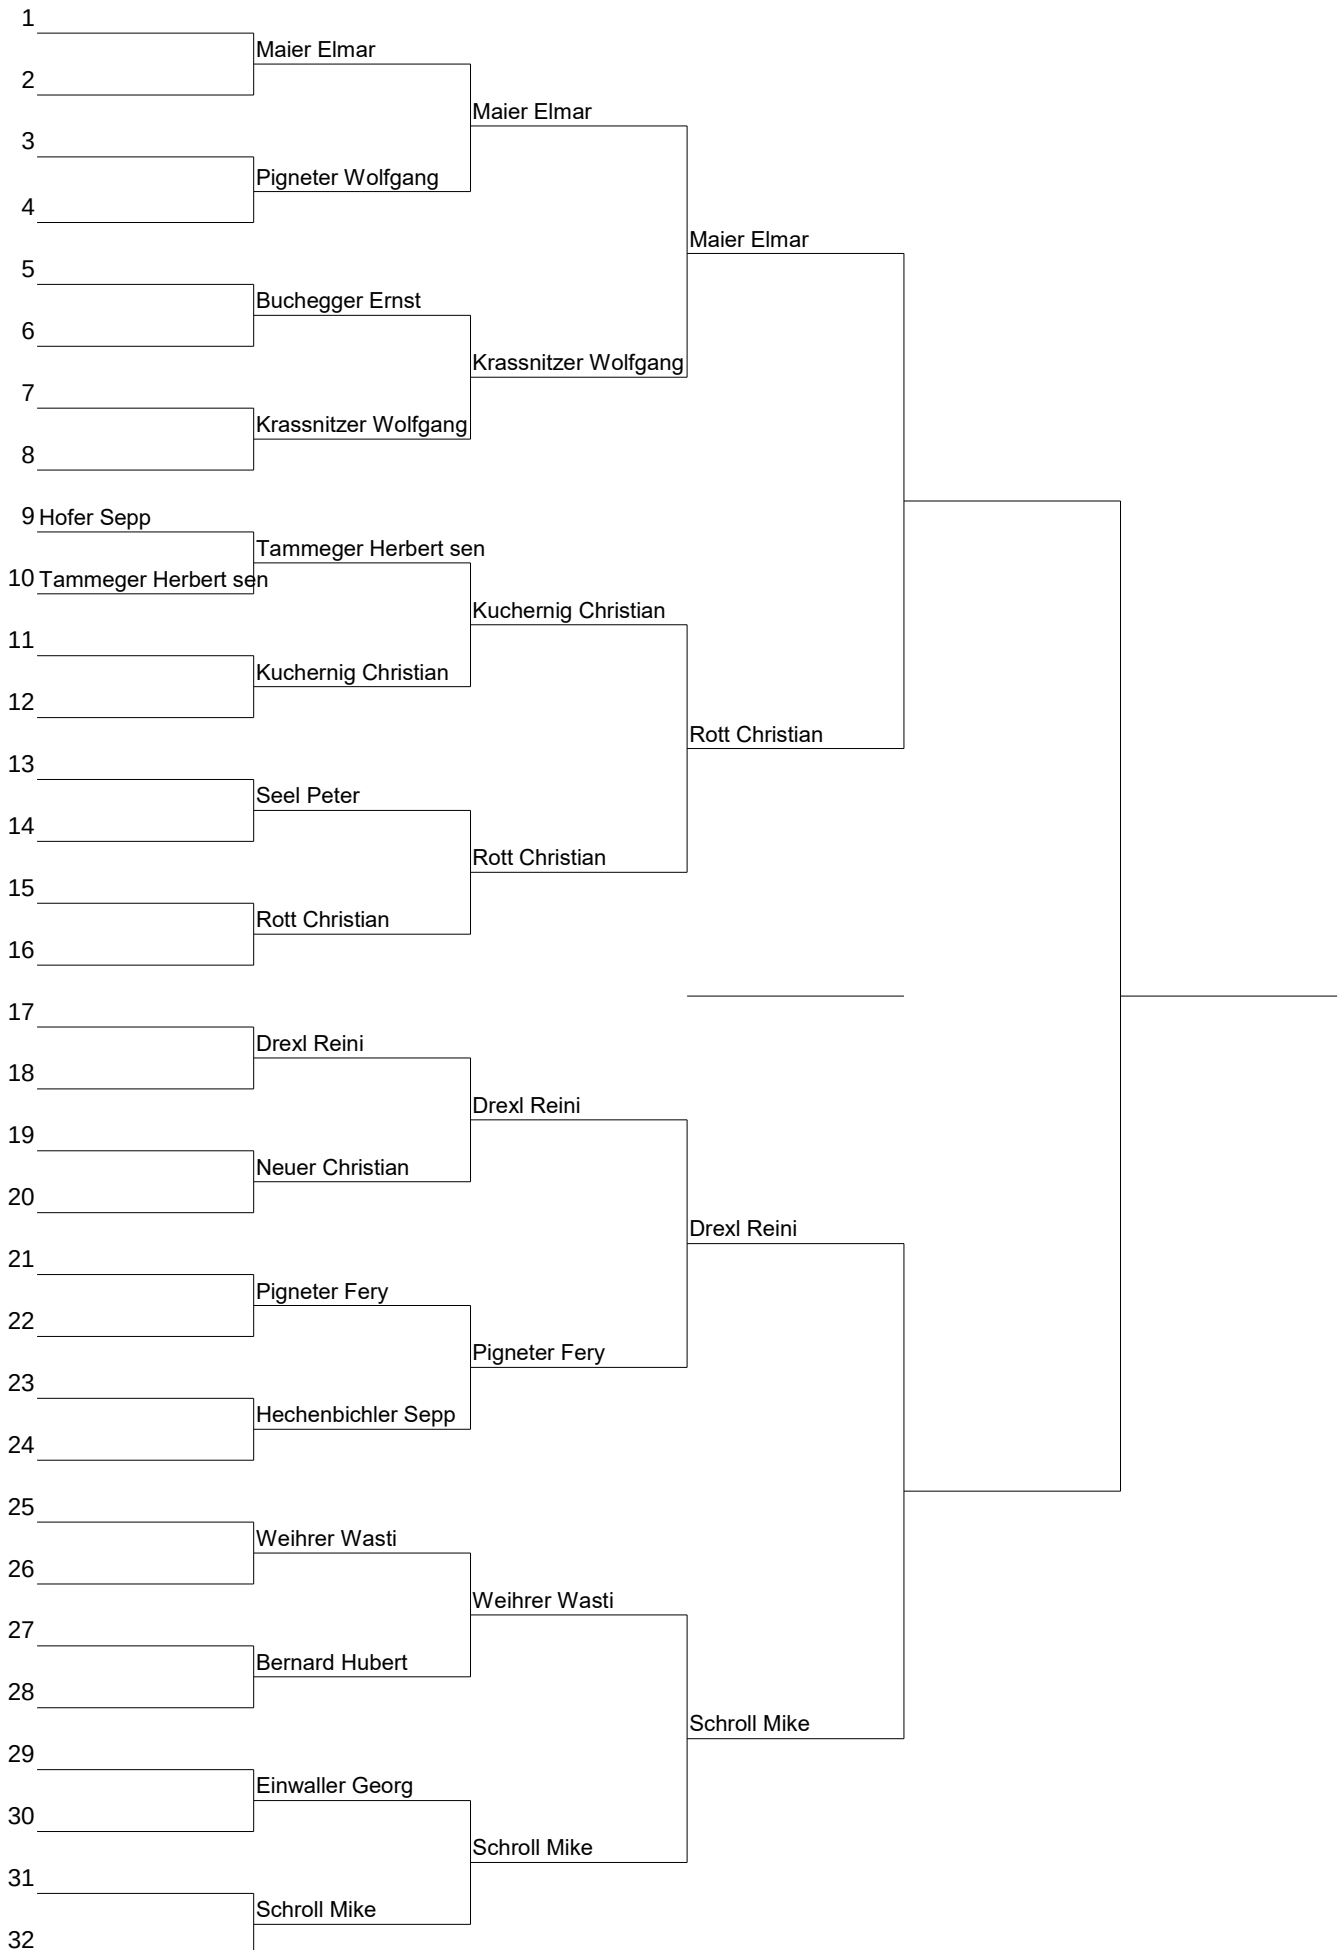 1
Maier Elmar
2
Maier Elmar
3
Pigneter Wolfgang
4
Maier Elmar
5
Buchegger Ernst
6
Krassnitzer Wolfgang
7
Krassnitzer Wolfgang
8
9 Hofer Sepp
Tammeger Herbert sen
10 Tammeger Herbert sen
Kuchernig Christian
11
Kuchernig Christian
12
Rott Christian
13
Seel Peter
14
Rott Christian
15
Rott Christian
16
17
Drexl Reini
18
Drexl Reini
19
Neuer Christian
20
Drexl Reini
21
Pigneter Fery
22
Pigneter Fery
23
Hechenbichler Sepp
24
25
Weihrer Wasti
26
Weihrer Wasti
27
Bernard Hubert
28
Schroll Mike
29
Einwaller Georg
30
Schroll Mike
31
Schroll Mike
32